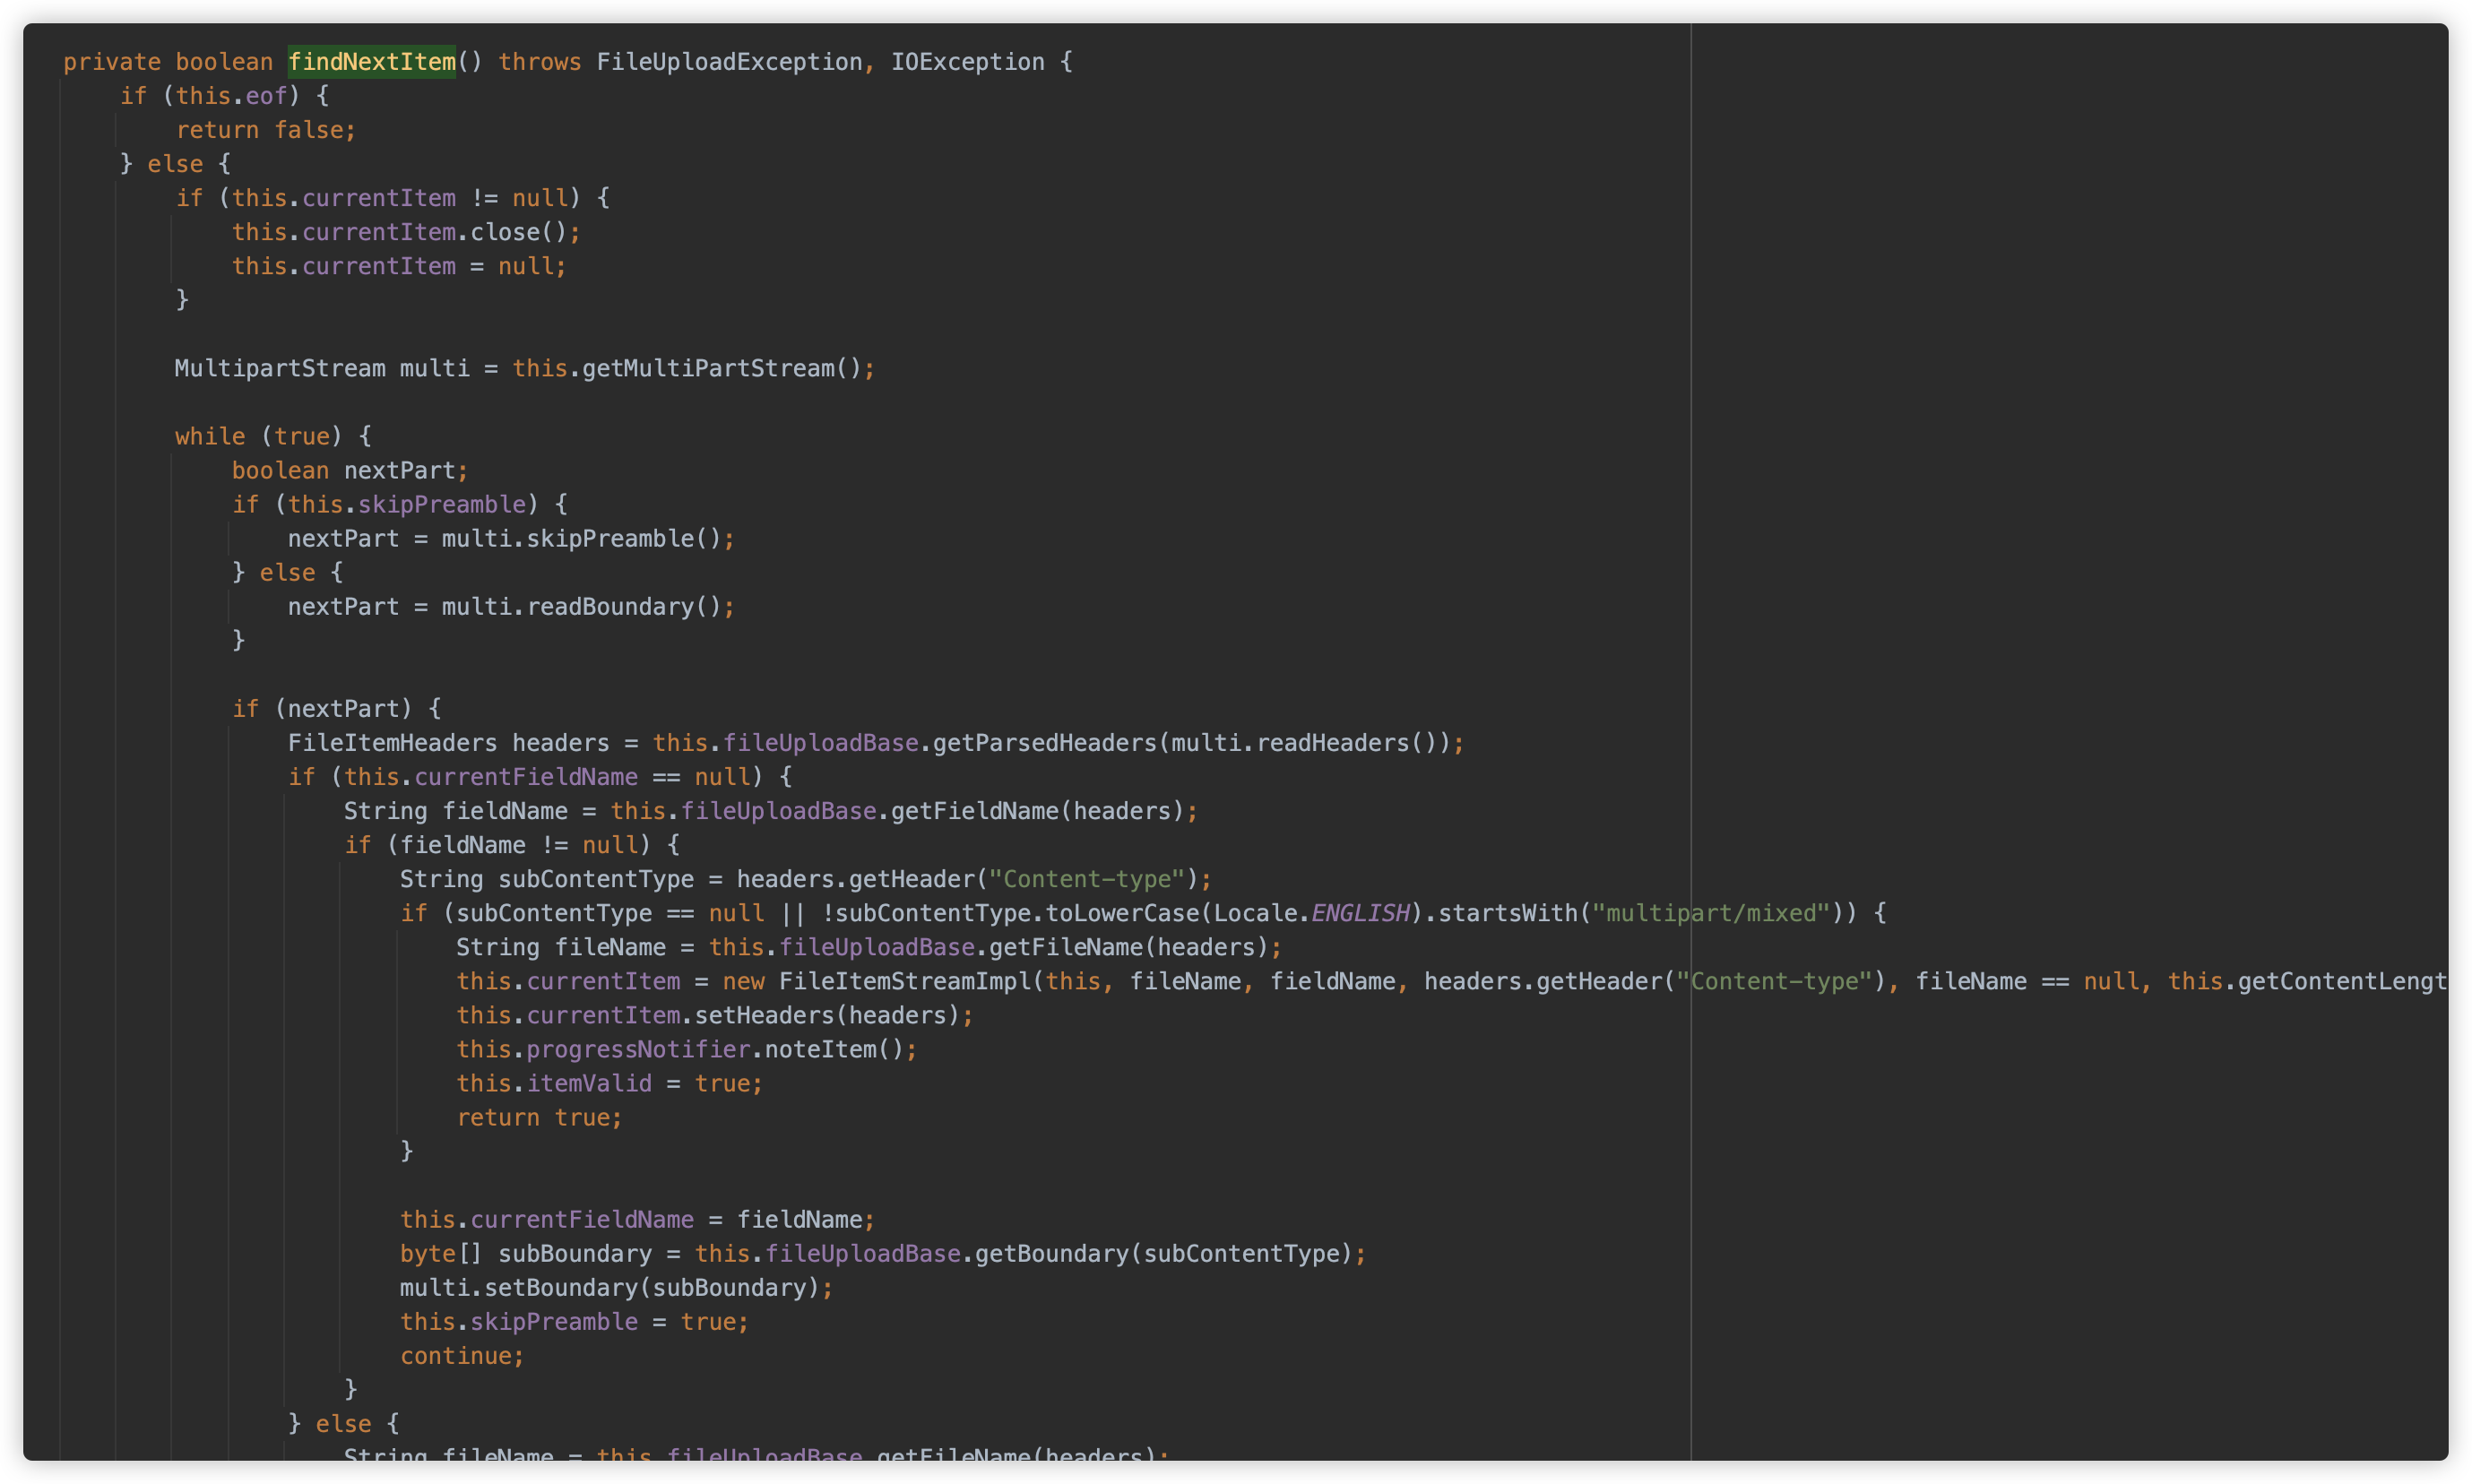 private boolean findNextItem() throws FileUploadException, IOException {
if (this.eof) {
return false;
} else {
if (this.currentItem != null) {
this.currentItem.close();
this.currentItem = null;
}
MultipartStream multi = this.getMultiPartStream();
while (true) {
boolean nextPart;
if (this.skipPreamble) {
nextPart = multi.skipPreamble();
} else {
nextPart = multi.readBoundary();
}
if (nextPart) {
FileItemHeaders headers = this.fileUploadBase.getParsedHeaders(multi.readHeaders());
if (this.currentFieldName == null) {
String fieldName = this.fileUploadBase.getFieldName(headers);
if (fieldName != null) {
String subContentType = headers.getHeader("Content-type");
if (subContentType == null || !subContentType.toLowerCase(Locale.ENGLISH).startsWith("multipart/mixed")) {
String fileName = this.fileUploadBase.getFileName(headers);
this.currentItem = new FileItemStreamImpl(this, fileName, fieldName, headers.getHeader("Content-type"), fileName == null, this.getContentLengt
this.currentItem.setHeaders(headers);
this.progressNotifier.noteItem();
this.itemValid = true;
return true;
}
this.currentFieldName = fieldName;
byte[] subBoundary = this.fileUploadBase.getBoundary(subContentType);
multi.setBoundary(subBoundary);
this.skipPreamble = true;
continue;
}
} else {
String fileName = this.fileUploadBase.getFileName(headers);